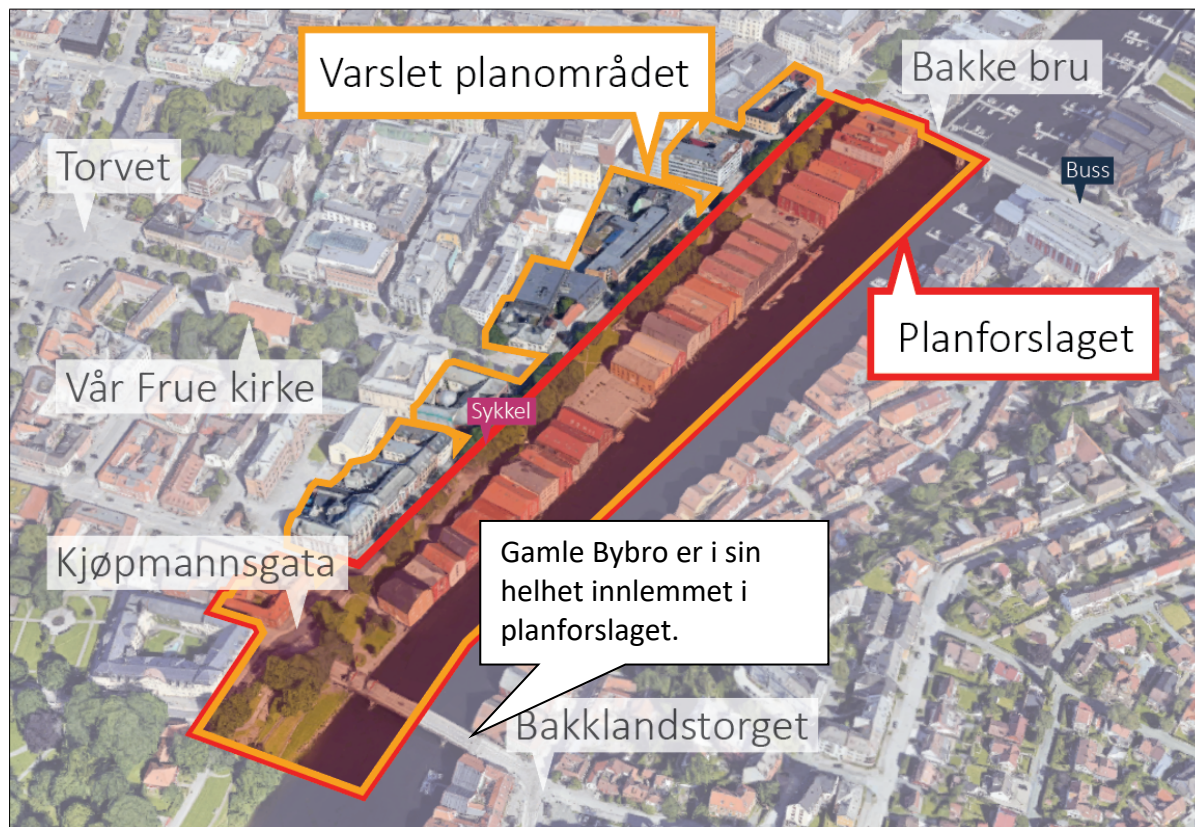 Varslet planområdet
Bakke bru
Torvet
Buss
Planforslaget
Vår Frue kirke
Sykkel
Kjøpmannsgata
Gamle Bybro er i sin
helhet innlemmet i
planforslaget.
Bakklandstorget